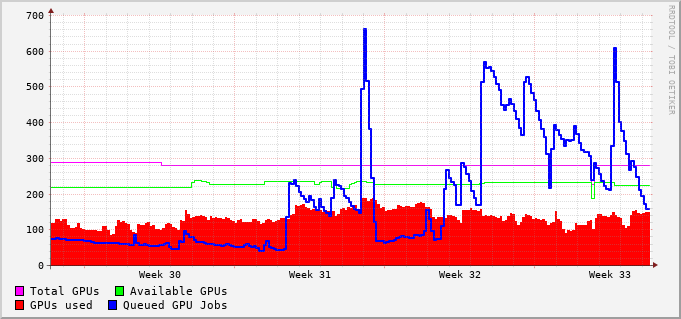 700
600
500
400
300
200
100
0
Week 30 Week 31 Week 32 Week 33
Total GPUs Available GPUs
GPUs used Queued GPU Jobs
RRDTOOL / TOBI OETIKER